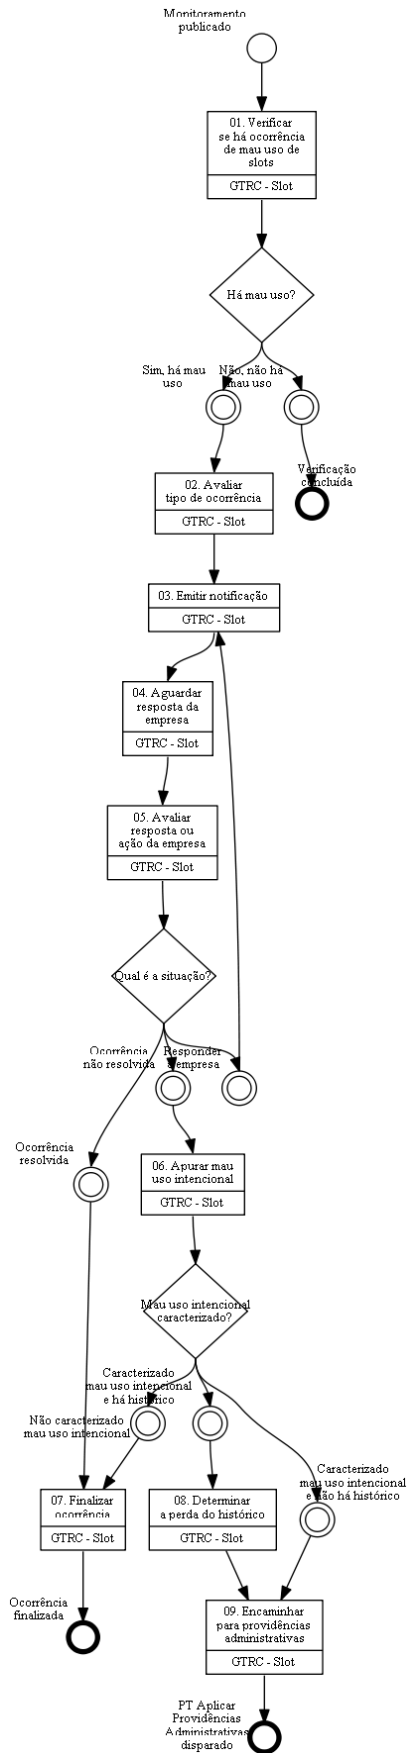 Monitoramento
publicado
01. Verificar
se há ocorrência
de mau uso de
slots
GTRC - Slot
Há mau uso?
Sim, há mau
uso
Não, não há
mau uso
Verificação
concluída
02. Avaliar
tipo de ocorrência
GTRC - Slot
03. Emitir notificação
GTRC - Slot
04. Aguardar
resposta da
empresa
GTRC - Slot
05. Avaliar
resposta ou
ação da empresa
GTRC - Slot
Qual é a situação?
Ocorrência
não resolvida
Responder
a empresa
Ocorrência
resolvida
06. Apurar mau
uso intencional
GTRC - Slot
Mau uso intencional
caracterizado?
Caracterizado
mau uso intencional
e há histórico
Não caracterizado
mau uso intencional
Caracterizado
mau uso intencional
e não há histórico
07. Finalizar
ocorrência
GTRC - Slot
08. Determinar
a perda do histórico
GTRC - Slot
Ocorrência
finalizada
09. Encaminhar
para providências
administrativas
GTRC - Slot
PT Aplicar
Providências
Administrativas
disparado